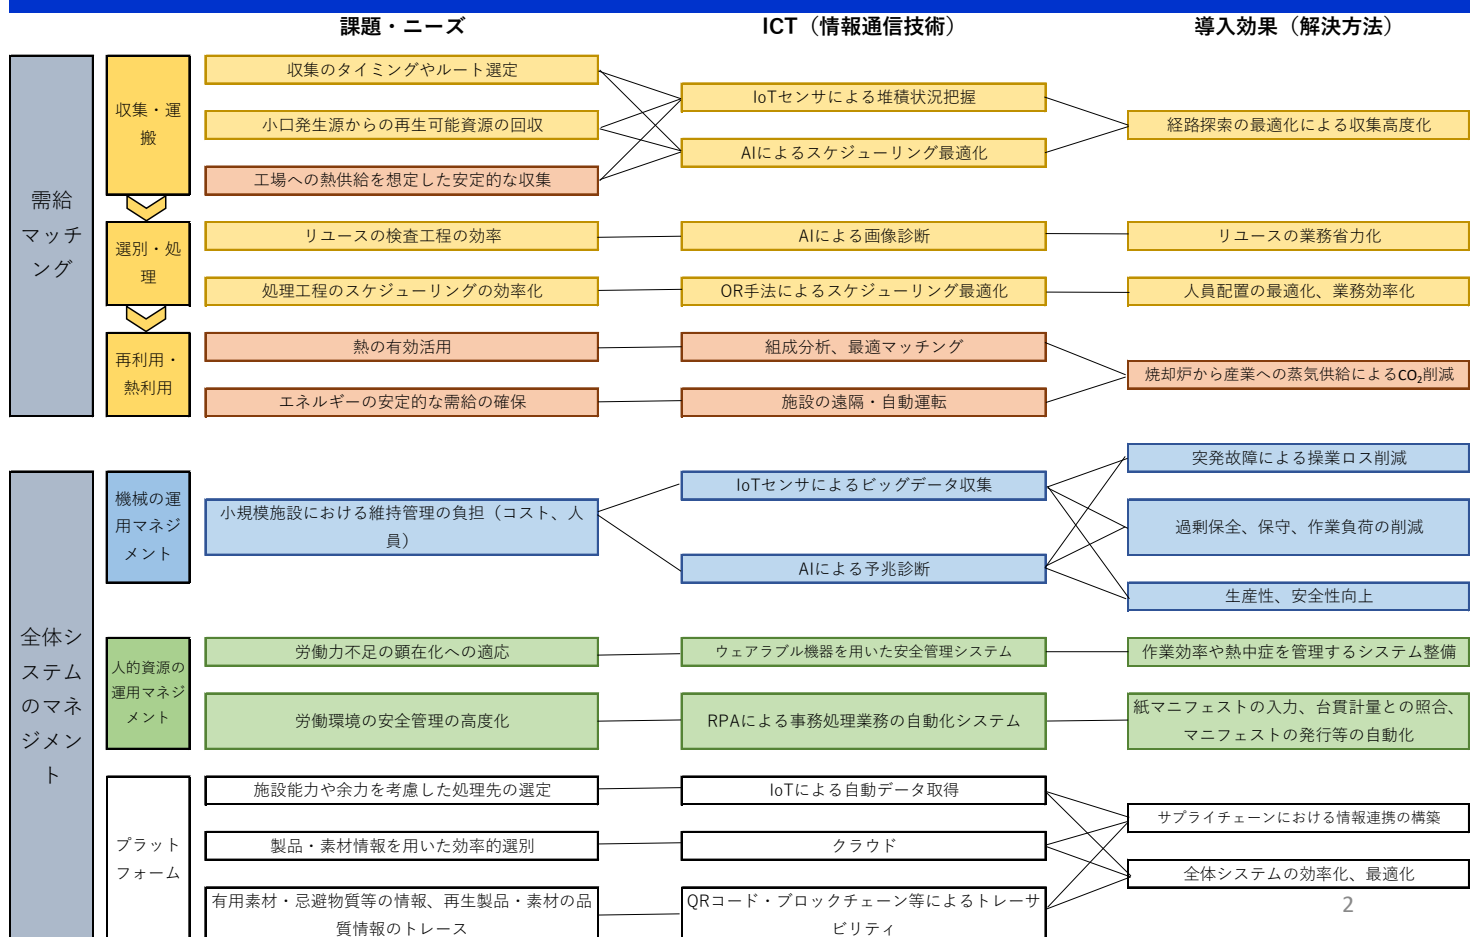 課題・ニーズ
ICT（情報通信技術）
導入効果（解決方法）
需給
マッチ
ング
収集・運
搬
収集のタイミングやルート選定
小口発生源からの再生可能資源の回収
工場への熱供給を想定した安定的な収集
IoTセンサによる堆積状況把握
AIによるスケジューリング最適化
経路探索の最適化による収集高度化
選別・処
理
リユースの検査工程の効率
AIによる画像診断
リユースの業務省力化
処理工程のスケジューリングの効率化
OR手法によるスケジューリング最適化
人員配置の最適化、業務効率化
再利用・
熱利用
熱の有効活用
組成分析、最適マッチング
エネルギーの安定的な需給の確保
施設の遠隔・自動運転
焼却炉から産業への蒸気供給によるCO₂削減
全体シ
ステム
のマネ
ジメン
ト
機械の運
用マネジ
メント
小規模施設における維持管理の負担（コスト、人
員）
IoTセンサによるビッグデータ収集
AIによる予兆診断
突発故障による操業ロス削減
過剰保全、保守、作業負荷の削減
生産性、安全性向上
人的資源の
運用マネジ
メント
労働力不足の顕在化への適応
ウェアラブル機器を用いた安全管理システム
作業効率や熱中症を管理するシステム整備
労働環境の安全管理の高度化
RPAによる事務処理業務の自動化システム
紙マニフェストの入力、台貫計量との照合、
マニフェストの発行等の自動化
プラット
フォーム
施設能力や余力を考慮した処理先の選定
IoTによる自動データ取得
製品・素材情報を用いた効率的選別
クラウド
有用素材・忌避物質等の情報、再生製品・素材の品
質情報のトレース
QRコード・ブロックチェーン等によるトレーサ
ビリティ
サプライチェーンにおける情報連携の構築
全体システムの効率化、最適化
2